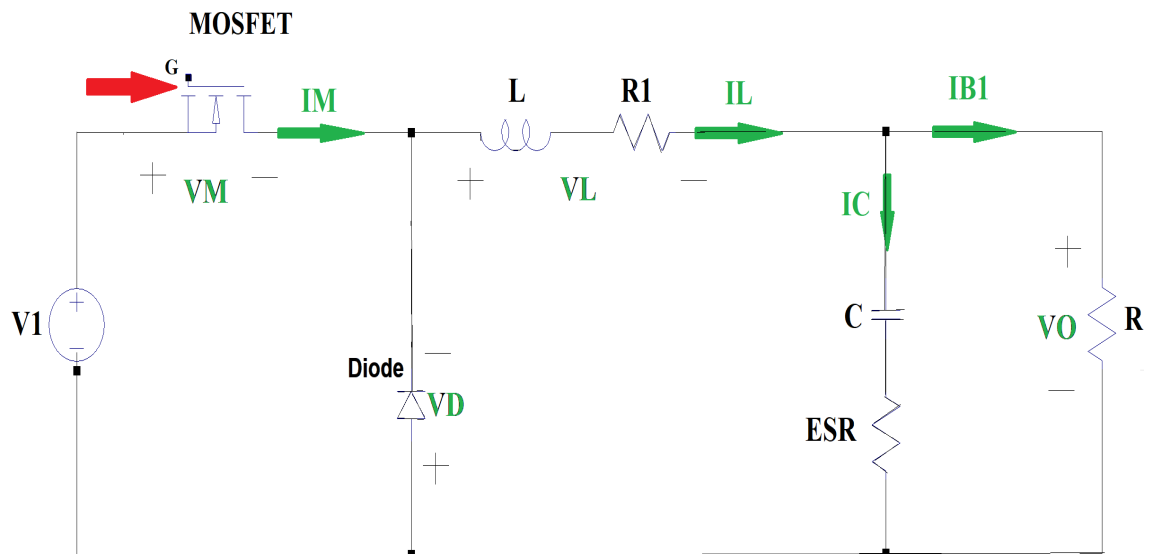 MOSFET
G
IM
L
R1
IL
IB1
+ VM −
+ VL −
IC
+
V1
+
−
C
VO
R
−
Diode
−
VD
+
ESR